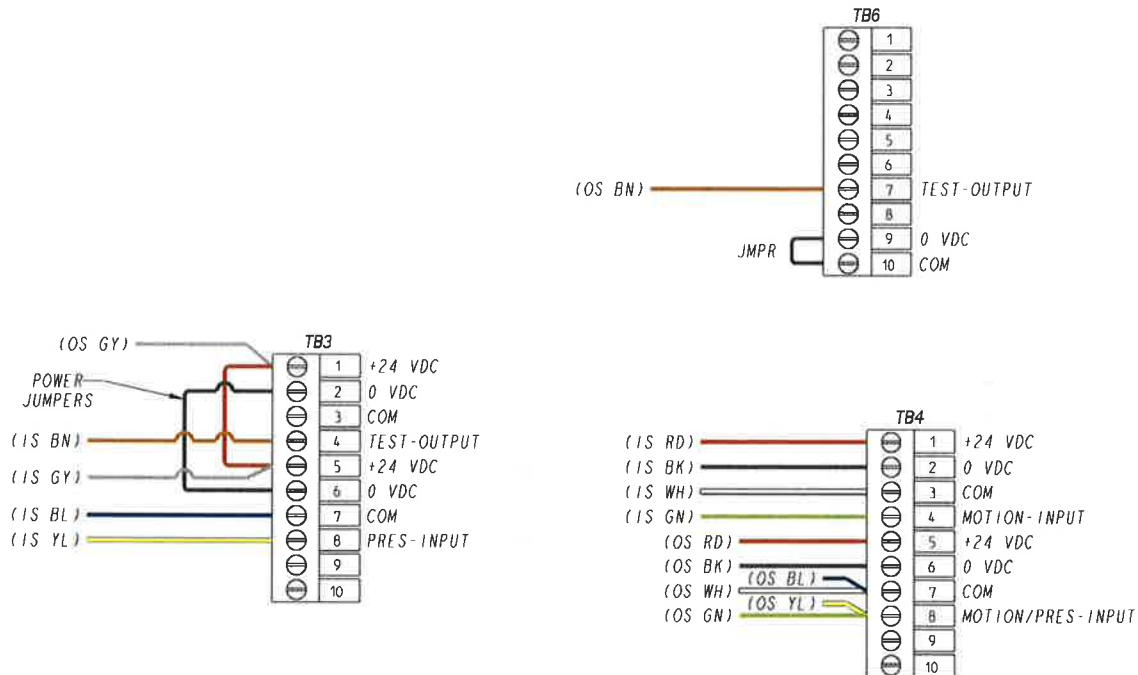 TB6
1
2
3
4
5
6
(OS BN) 7 TEST-OUTPUT
8
JMPR 9 0 VDC
10 COM
TB3
(OS GY) 1 +24 VDC
POWER JUMPERS
2 0 VDC
3 COM
(IS BN) 4 TEST-OUTPUT
(IS GY) 5 +24 VDC
6 0 VDC
(IS BL) 7 COM
(IS YL) 8 PRES-INPUT
9
10
TB4
(IS RD) 1 +24 VDC
(IS BK) 2 0 VDC
(IS WH) 3 COM
(IS GN) 4 MOTION-INPUT
(OS RD) 5 +24 VDC
(OS BK) 6 0 VDC
(OS WH) (OS BL) 7 COM
(OS GN) (OS YL) 8 MOTION/PRES-INPUT
9
10